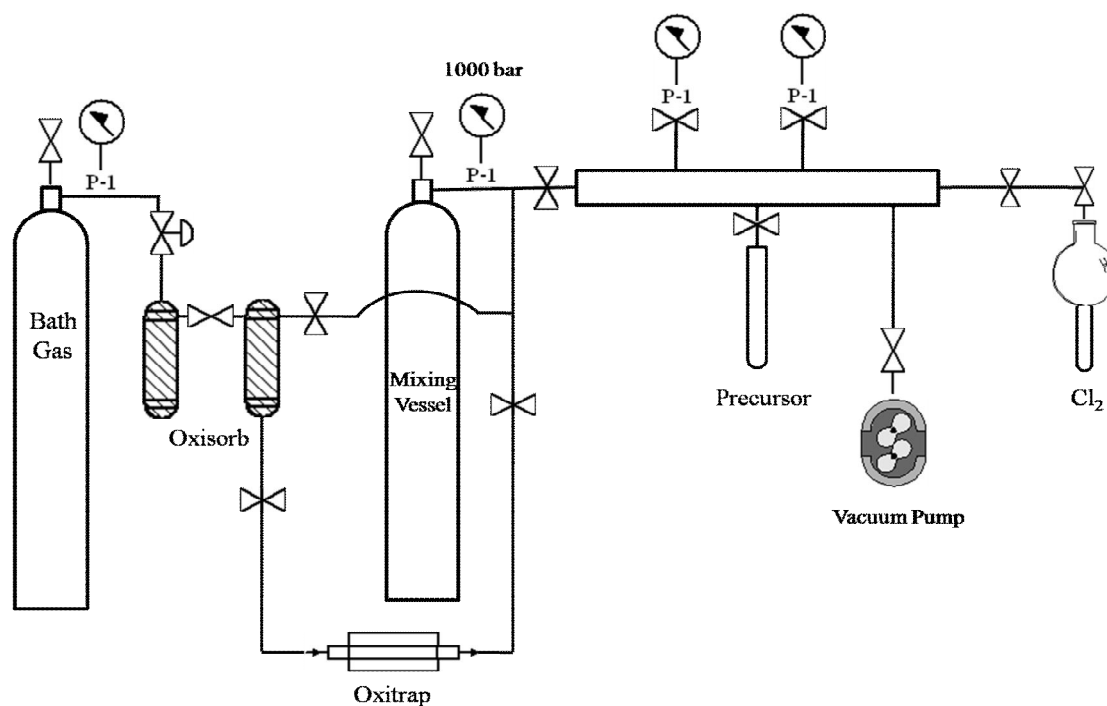 1000 bar
P-1
P-1
P-1
P-1
Bath
Gas
Mixing
Vessel
Oxisorb
Precursor
Cl₂
Vacuum Pump
Oxitrap